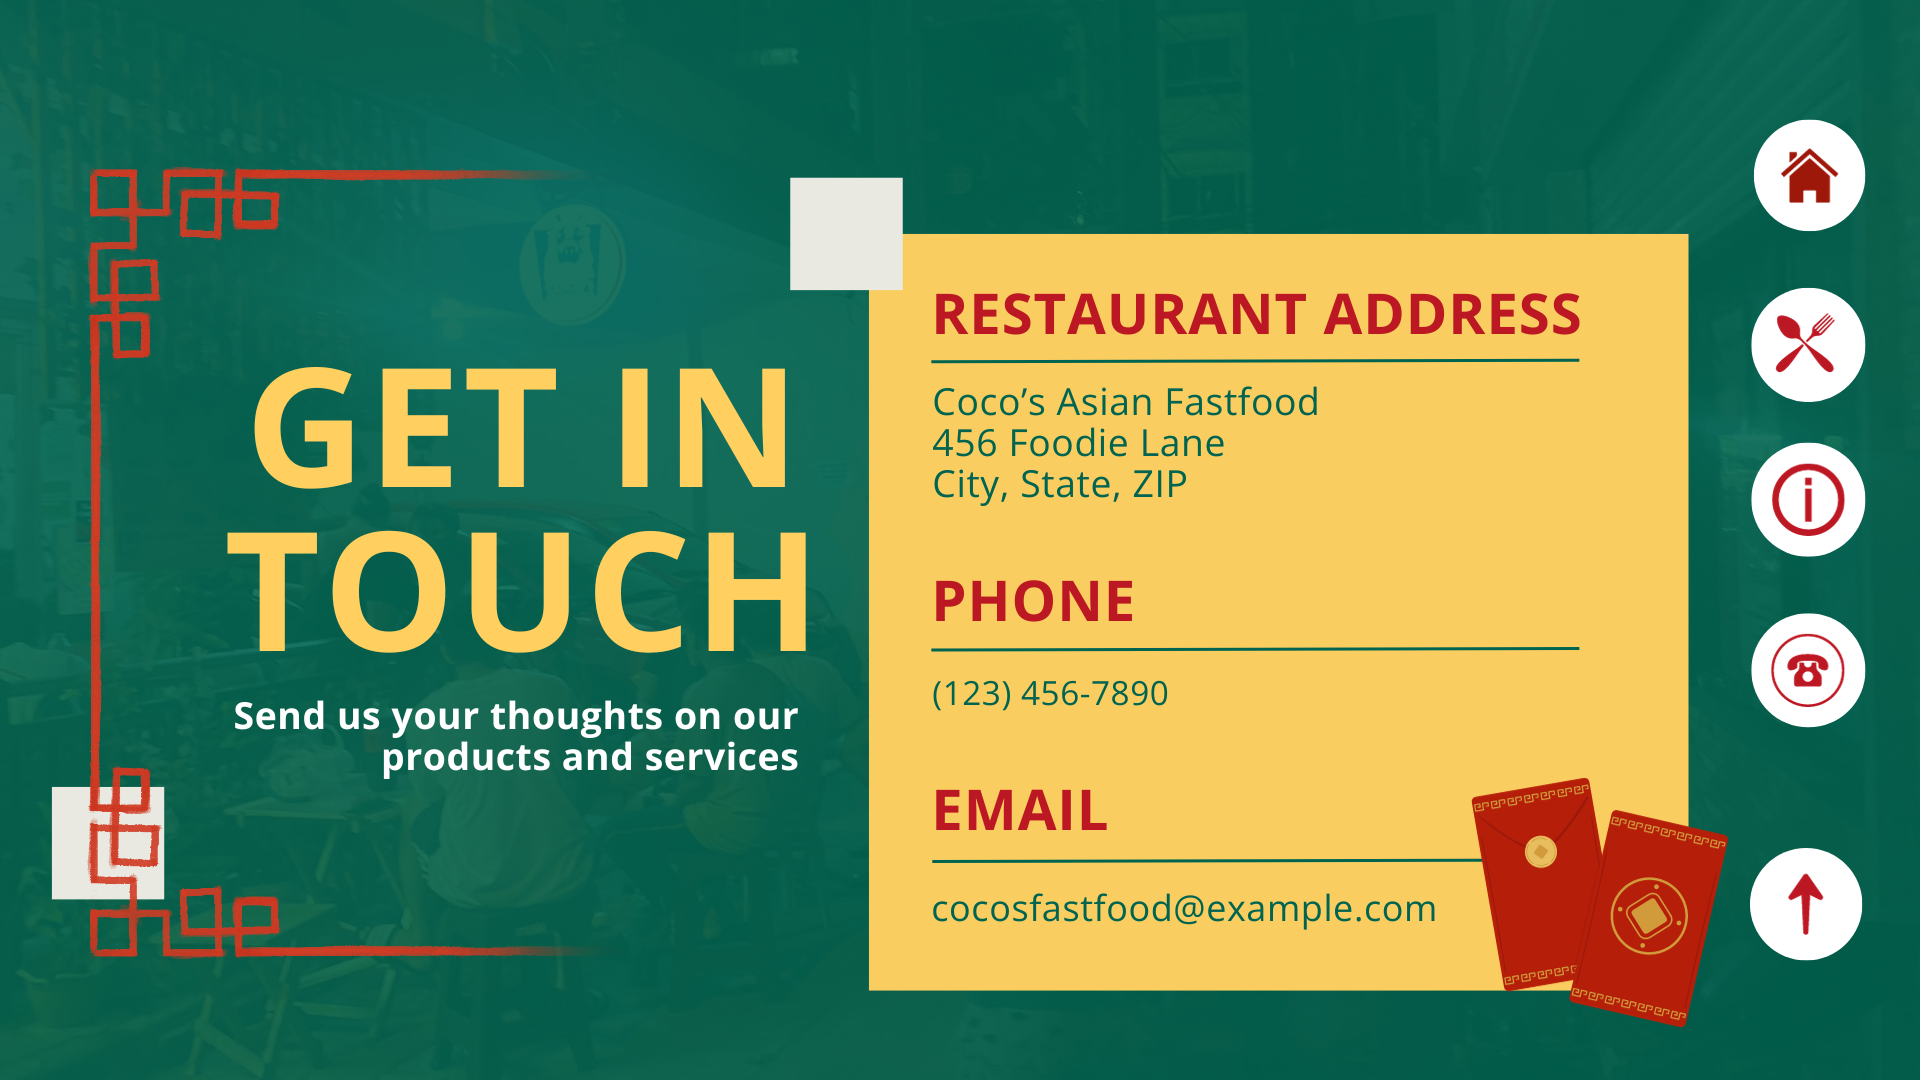 GET IN
TOUCH
Send us your thoughts on our
products and services
RESTAURANT ADDRESS
Coco’s Asian Fastfood
456 Foodie Lane
City, State, ZIP
PHONE
(123) 456-7890
EMAIL
cocosfastfood@example.com